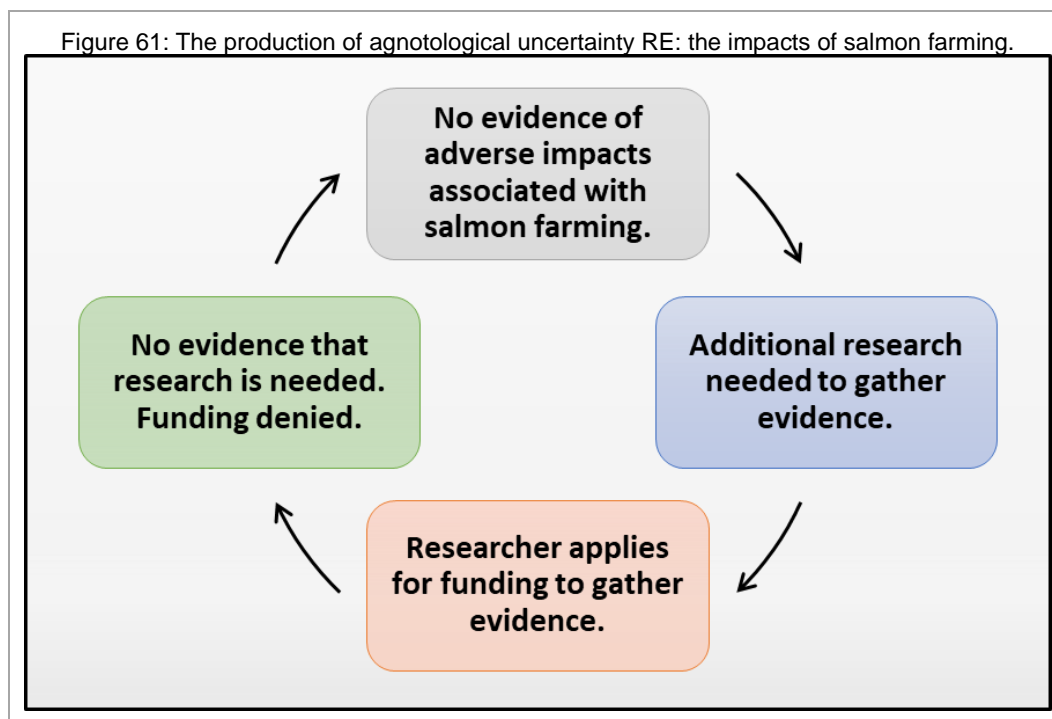 Figure 61: The production of agnotological uncertainty RE: the impacts of salmon farming.
No evidence of
adverse impacts
associated with
salmon farming.
Additional research
needed to gather
evidence.
Researcher applies
for funding to gather
evidence.
No evidence that
research is needed.
Funding denied.